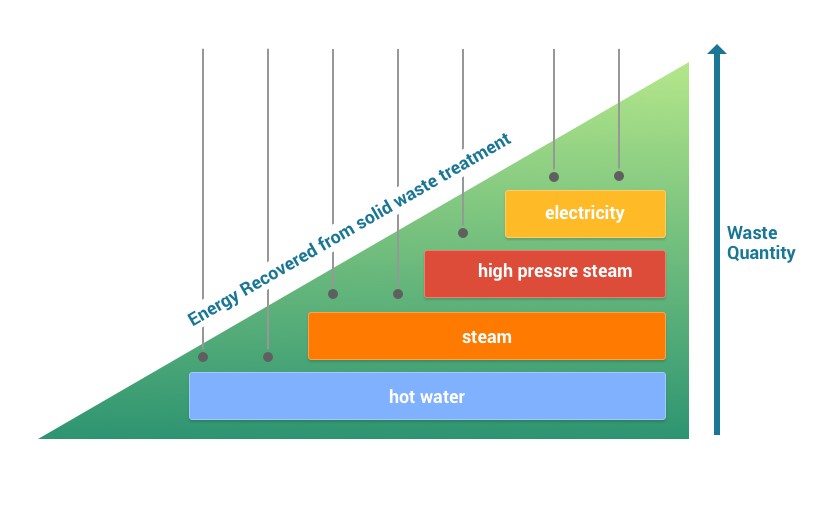 Energy Recovered from solid waste treatment
electricity
high pressre steam
steam
hot water
Waste
Quantity